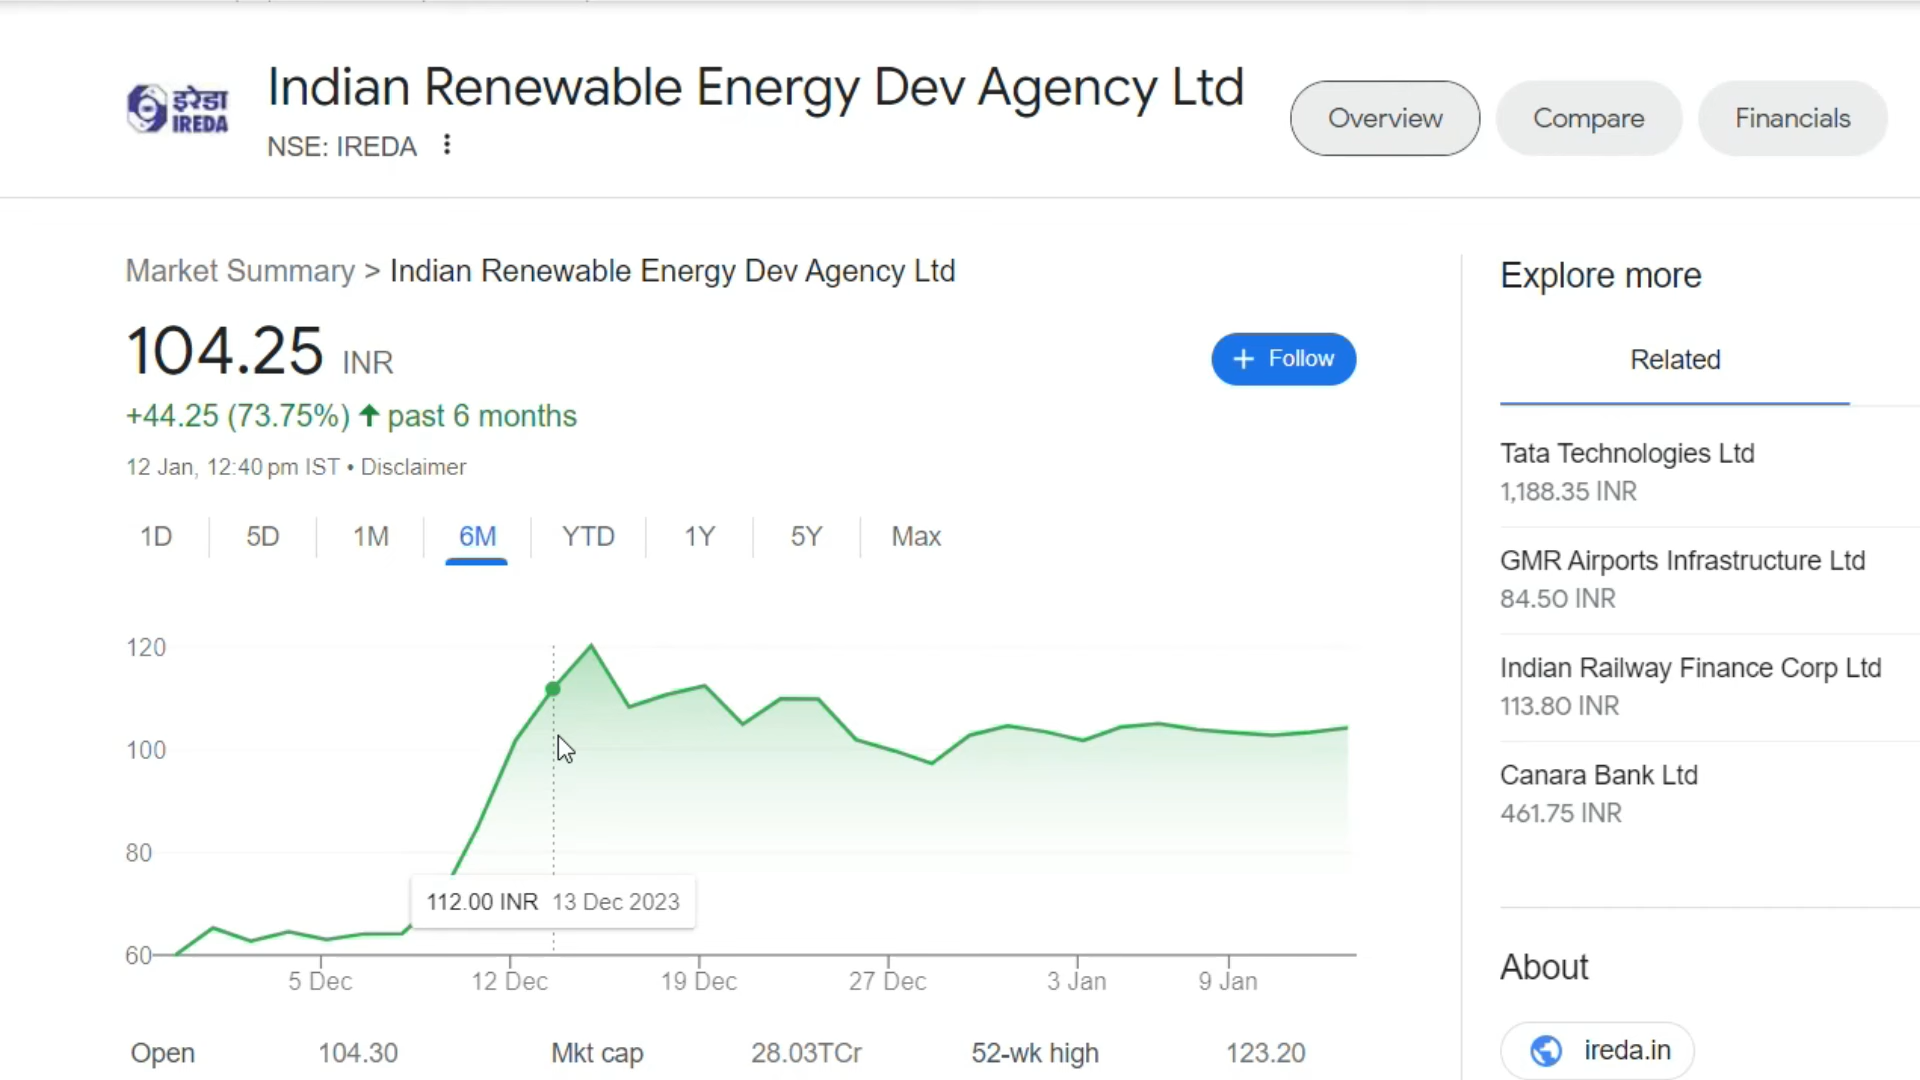 Indian Renewable Energy Dev Agency Ltd
इरेडा
IREDA
NSE: IREDA
Overview
Compare
Financials
Market Summary > Indian Renewable Energy Dev Agency Ltd
104.25 INR
+ Follow
+44.25 (73.75%) ↑ past 6 months
12 Jan, 12:40 pm IST • Disclaimer
1D 5D 1M 6M YTD 1Y 5Y Max
120
100
80
60
112.00 INR 13 Dec 2023
5 Dec 12 Dec 19 Dec 27 Dec 3 Jan 9 Jan
Open 104.30 Mkt cap 28.03TCr 52-wk high 123.20
Explore more
Related
Tata Technologies Ltd
1,188.35 INR
GMR Airports Infrastructure Ltd
84.50 INR
Indian Railway Finance Corp Ltd
113.80 INR
Canara Bank Ltd
461.75 INR
About
ireda.in